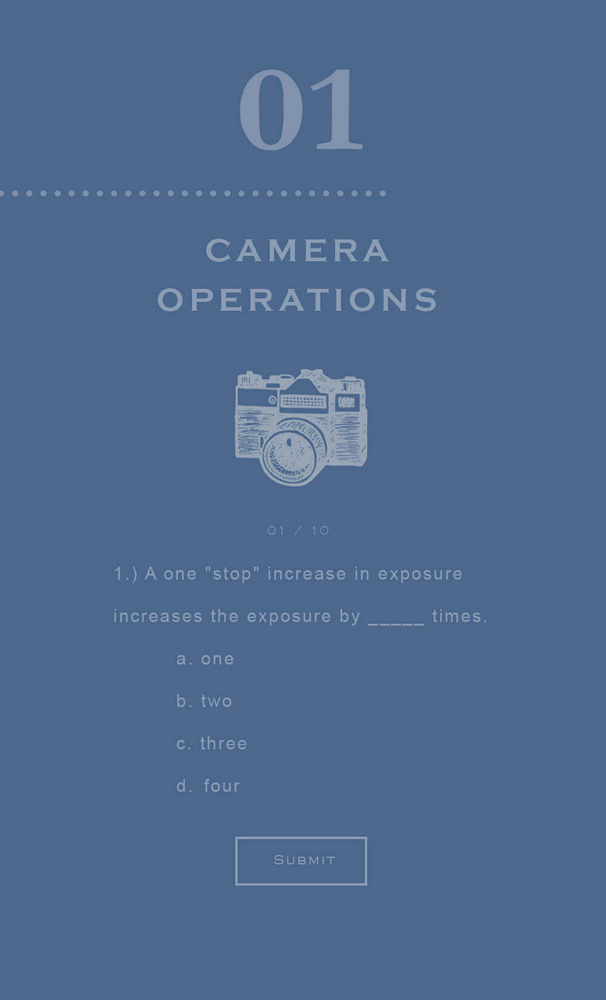 01
CAMERA
OPERATIONS
01 / 10
1.) A one "stop" increase in exposure
increases the exposure by _____ times.
a. one
b. two
c. three
d. four
SUBMIT